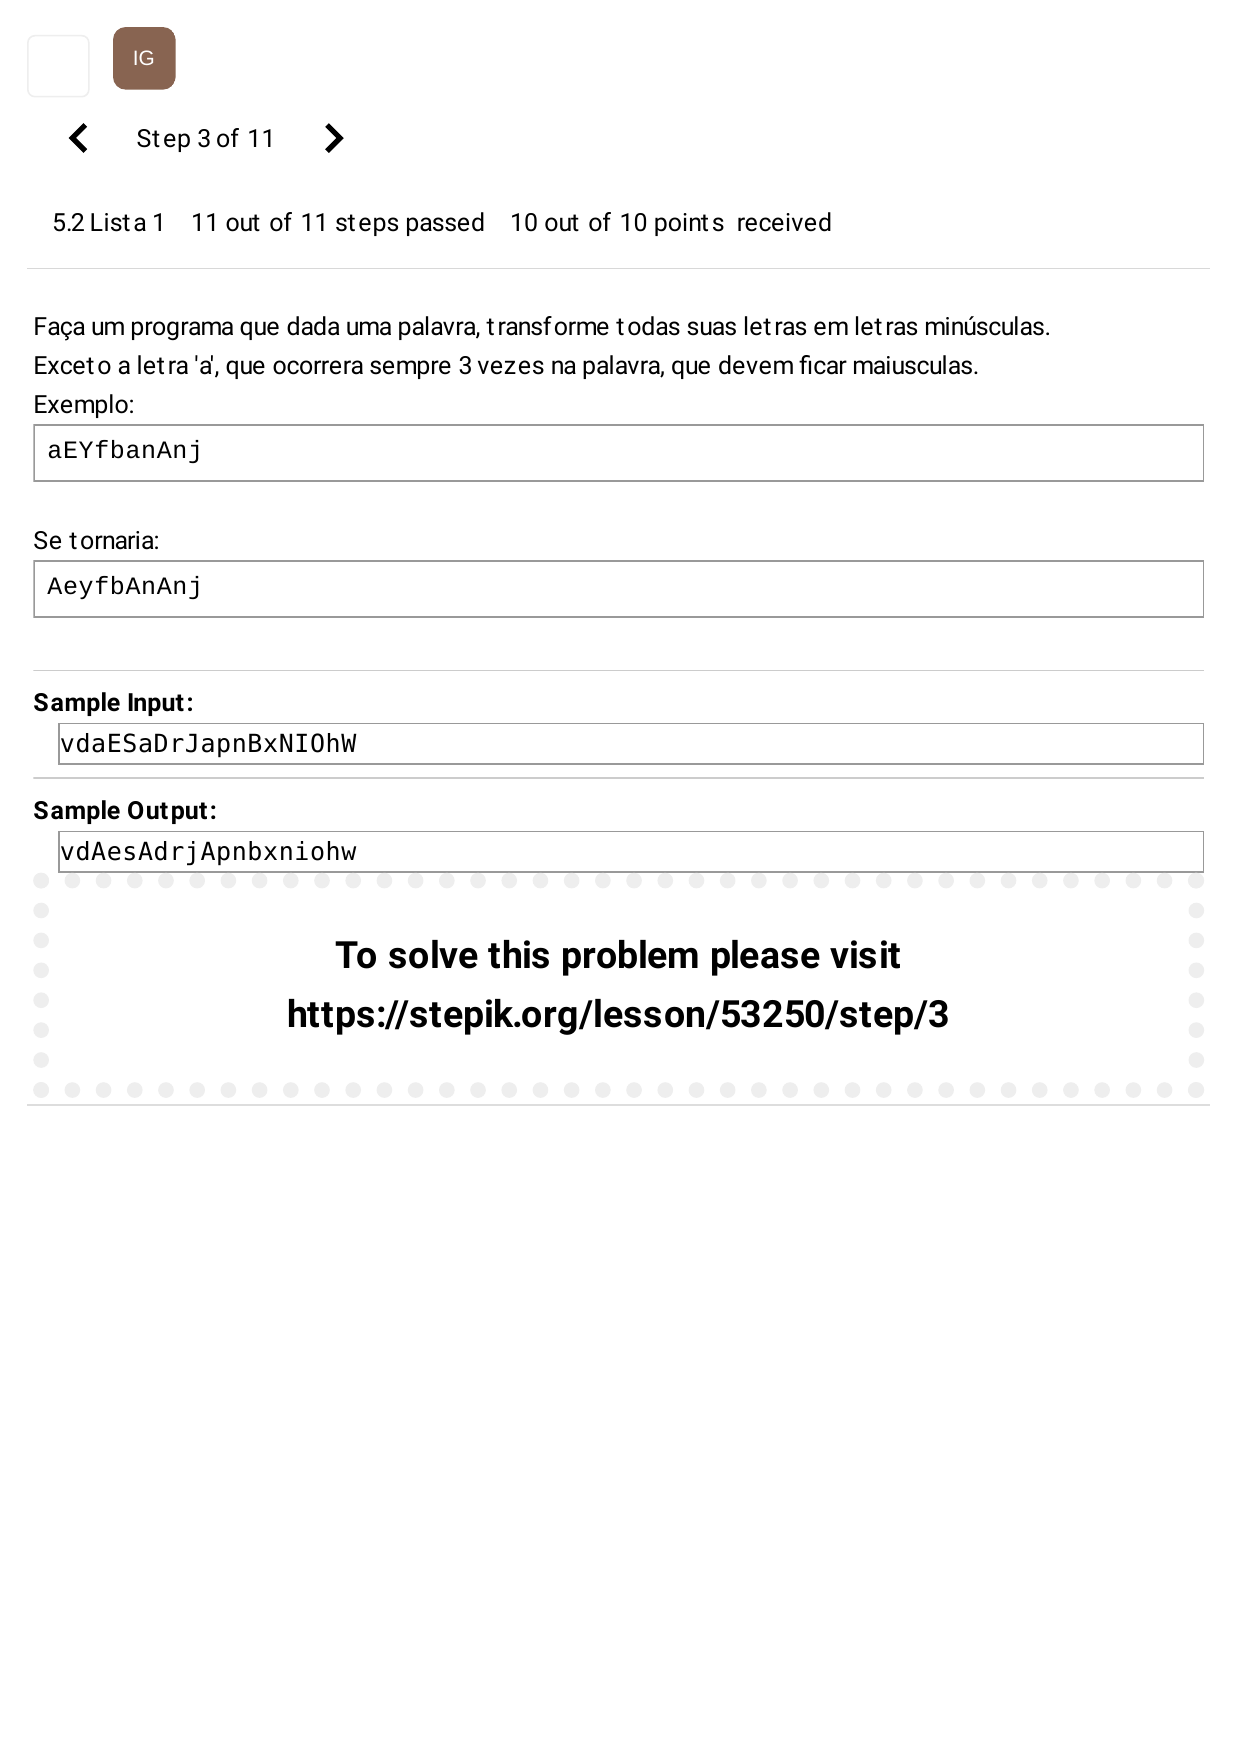 IG
Step 3 of 11
5.2 Lista 1 11 out of 11 steps passed 10 out of 10 points received
Faça um programa que dada uma palavra, transforme todas suas letras em letras minúsculas.
Exceto a letra 'a', que ocorrera sempre 3 vezes na palavra, que devem ficar maiusculas.
Exemplo:
aEYfbanAnj
Se tornaria:
AeyfbAnAnj
Sample Input:
vdaESaDrJapnBxNIOhW
Sample Output:
vdAesAdrjApnbxniohw
To solve this problem please visit
https://stepik.org/lesson/53250/step/3